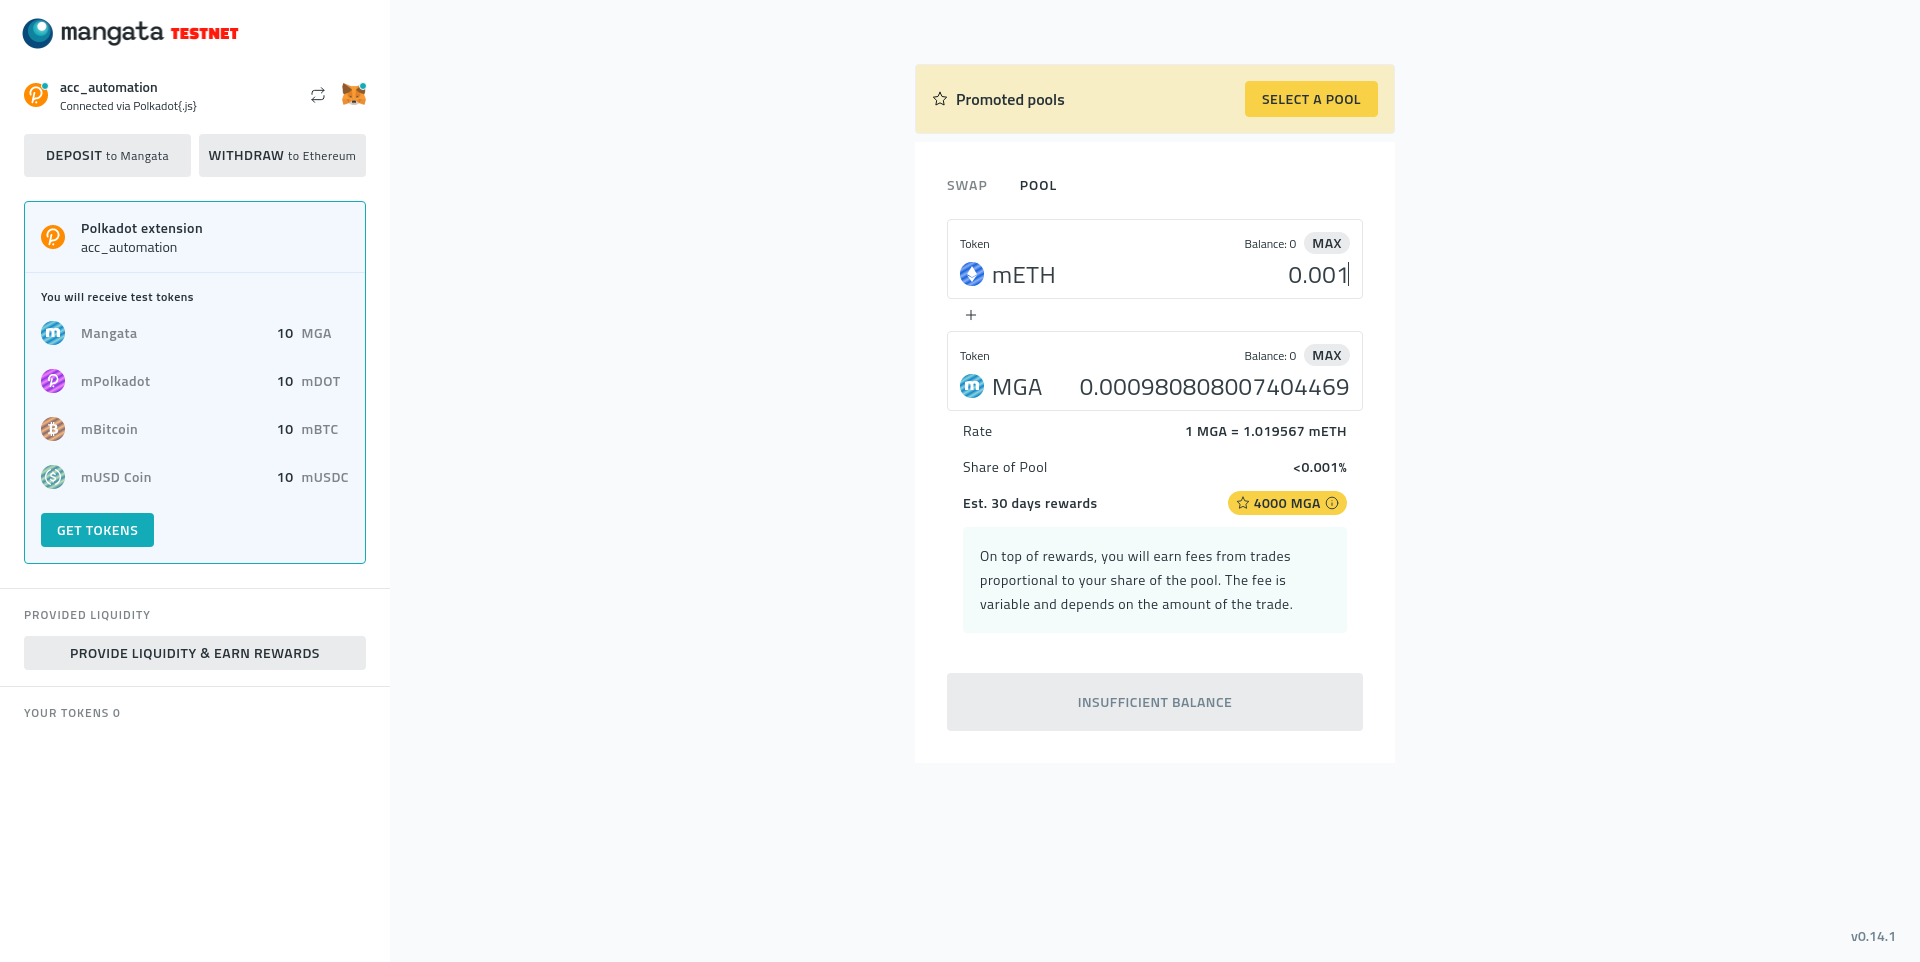 mangata TESTNET
acc_automation
Connected via Polkadot{.js}
DEPOSIT to Mangata
WITHDRAW to Ethereum
Polkadot extension
acc_automation
You will receive test tokens
Mangata 10 MGA
mPolkadot 10 mDOT
mBitcoin 10 mBTC
mUSD Coin 10 mUSDC
GET TOKENS
PROVIDED LIQUIDITY
PROVIDE LIQUIDITY & EARN REWARDS
YOUR TOKENS 0
Promoted pools
SELECT A POOL
SWAP POOL
Token Balance: 0 MAX
mETH 0.001
+
Token Balance: 0 MAX
MGA 0.000980808007404469
Rate 1 MGA = 1.019567 mETH
Share of Pool <0.001%
Est. 30 days rewards 4000 MGA
On top of rewards, you will earn fees from trades
proportional to your share of the pool. The fee is
variable and depends on the amount of the trade.
INSUFFICIENT BALANCE
v0.14.1